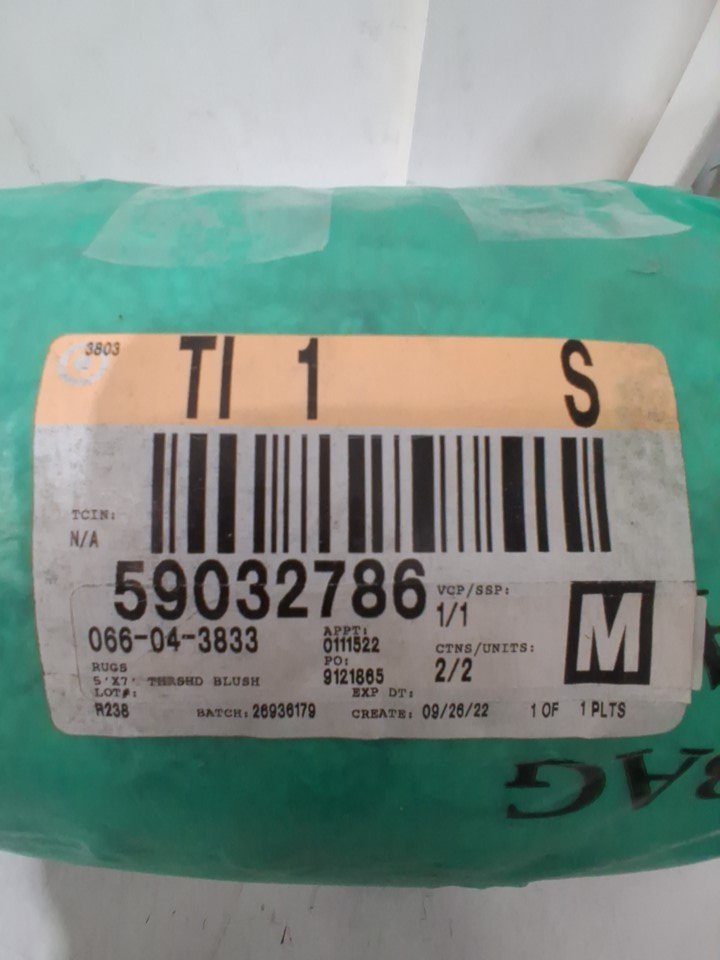 3803 TI 1 S
TCIN:
N/A
59032786
VCP/SSP:
1/1
066-04-3833
APPT:
0111522
CTNS/UNITS:
2/2
M
RUGS
PO:
9121865
5'X7' THRSHD BLUSH
LOT#:
EXP DT:
R238 BATCH: 26936179 CREATE: 09/26/22 1 OF 1 PLTS
BAG